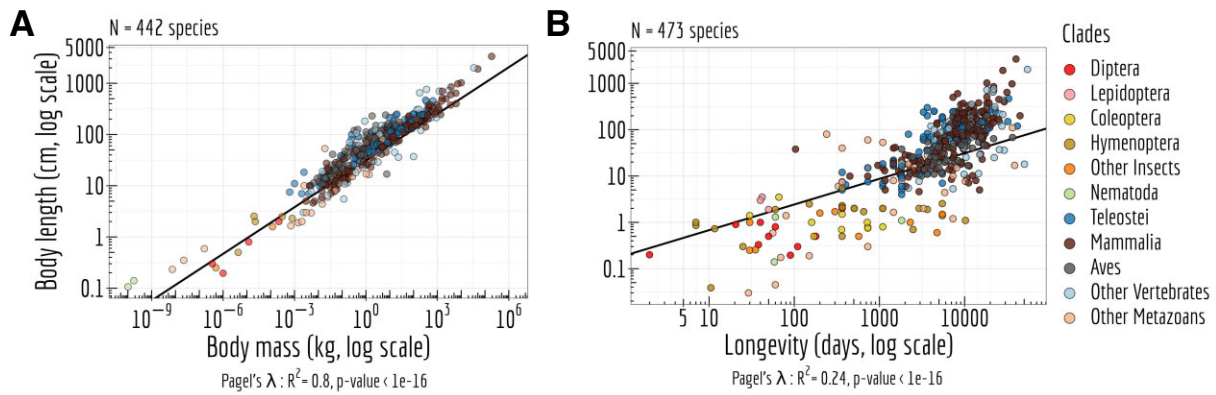 A
N = 442 species
Body length (cm, log scale)
5000
1000
100
10
1
0.1
10⁻⁹ 10⁻⁶ 10⁻³ 10⁰ 10³ 10⁶
Body mass (kg, log scale)
Pagel's λ : R² = 0.8, p-value < 1e-16
B
N = 473 species
5000
1000
100
10
1
0.1
5 10 100 1000 10000
Longevity (days, log scale)
Pagel's λ : R² = 0.24, p-value < 1e-16
Clades
Diptera
Lepidoptera
Coleoptera
Hymenoptera
Other Insects
Nematoda
Teleostei
Mammalia
Aves
Other Vertebrates
Other Metazoans